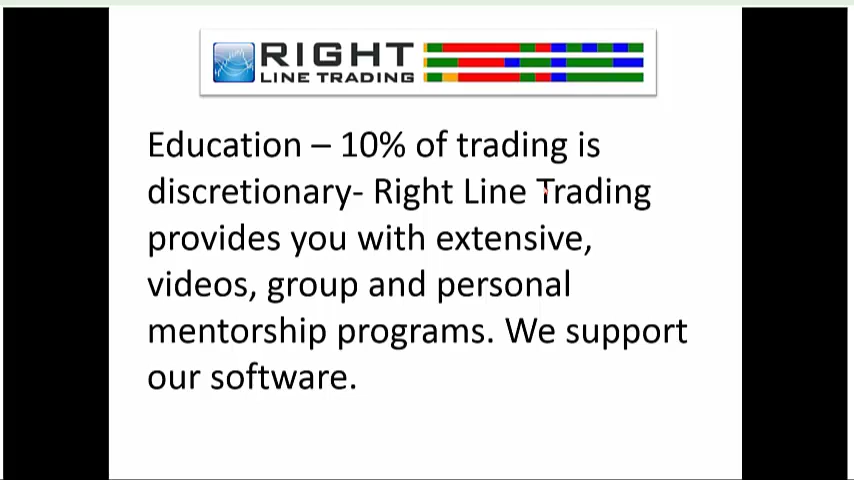 RIGHT
LINE TRADING
Education – 10% of trading is
discretionary- Right Line Trading
provides you with extensive,
videos, group and personal
mentorship programs. We support
our software.